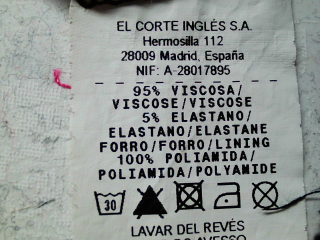 EL CORTE INGLÉS S.A.
Hermosilla 112
28009 Madrid, España
NIF: A-28017895
95% VISCOSA/
VISCOSE/VISCOSE
5% ELASTANO/
ELASTANO/ELASTANE
FORRO/FORRO/LINING
100% POLIAMIDA/
POLIAMIDA/POLYAMIDE
30
LAVAR DEL REVÉS
AVESSO